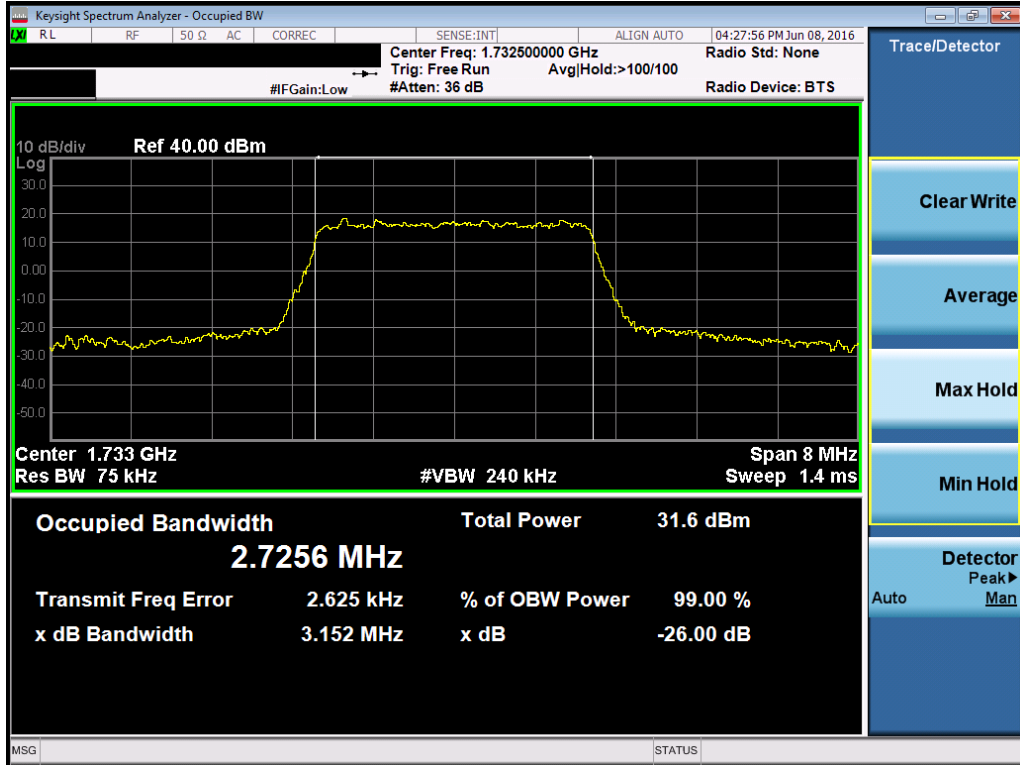 Keysight Spectrum Analyzer - Occupied BW
LXI RL RF 50 Ω AC CORREC SENSE:INT ALIGN AUTO 04:27:56 PM Jun 08, 2016
Center Freq: 1.732500000 GHz Radio Std: None
Trig: Free Run Avg|Hold:>100/100
#IFGain:Low #Atten: 36 dB Radio Device: BTS
10 dB/div Ref 40.00 dBm
Log
30.0
20.0
10.0
0.00
-10.0
-20.0
-30.0
-40.0
-50.0
Center 1.733 GHz Span 8 MHz
Res BW 75 kHz #VBW 240 kHz Sweep 1.4 ms
Occupied Bandwidth Total Power 31.6 dBm
2.7256 MHz
Transmit Freq Error 2.625 kHz % of OBW Power 99.00 %
x dB Bandwidth 3.152 MHz x dB -26.00 dB
MSG STATUS
Trace/Detector
Clear Write
Average
Max Hold
Min Hold
Detector
Peak▶
Auto Man